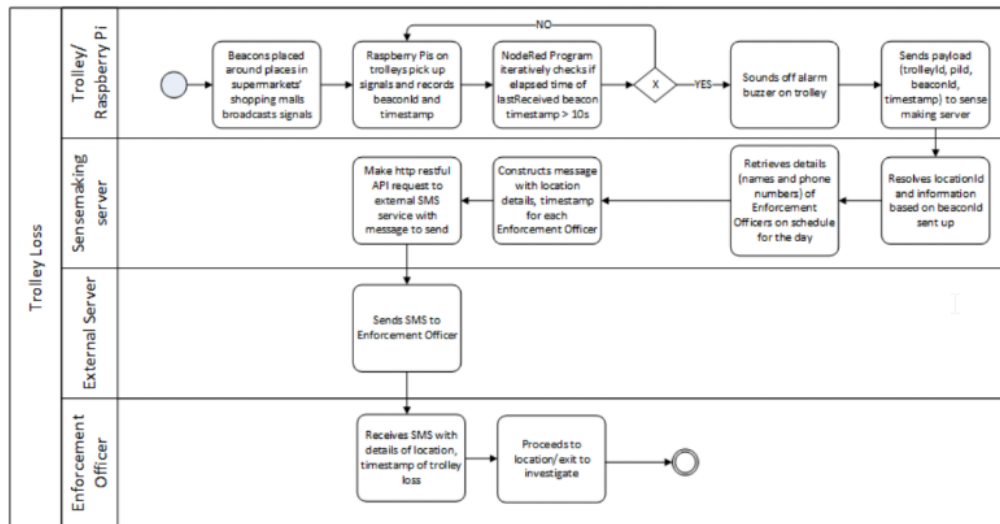 Trolley Loss
Trolley/
Raspberry Pi
Beacons placed
around places in
supermarkets'
shopping malls
broadcasts signals
Raspberry Pis on
trolleys pick up
signals and records
beaconId and
timestamp
NodeRed Program
iteratively checks if
elapsed time of
lastReceived beacon
timestamp > 10s
NO
X
YES
Sounds off alarm
buzzer on trolley
Sends payload
(trolleyId, piId,
beaconId,
timestamp) to sense
making server
Sensemaking
server
Make http restful
API request to
external SMS
service with
message to send
Constructs message
with location
details, timestamp
for each
Enforcement Officer
Retrieves details
(names and phone
numbers) of
Enforcement
Officers on schedule
for the day
Resolves locationId
and information
based on beaconId
sent up
External Server
Sends SMS to
Enforcement Officer
Enforcement
Officer
Receives SMS with
details of location,
timestamp of trolley
loss
Proceeds to
location/exit to
investigate